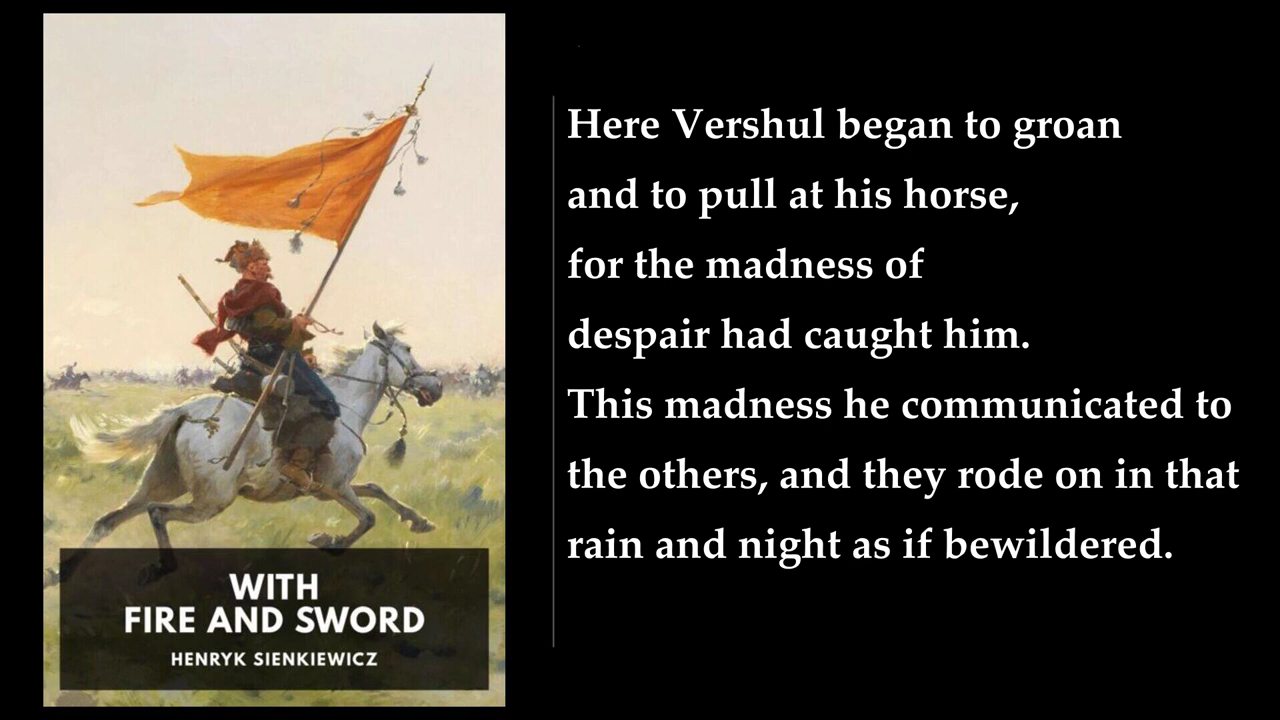 WITH
FIRE AND SWORD
HENRYK SIENKIEWICZ
Here Vershul began to groan
and to pull at his horse,
for the madness of
despair had caught him.
This madness he communicated to
the others, and they rode on in that
rain and night as if bewildered.